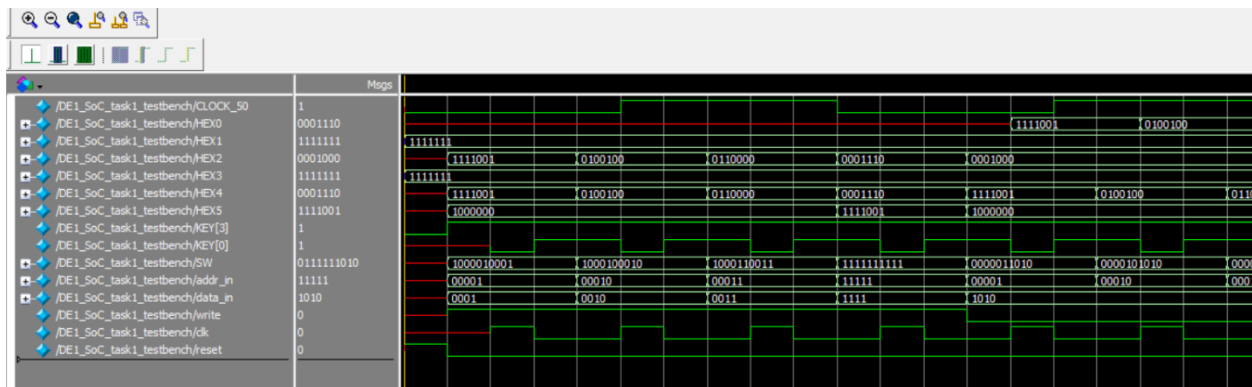 Msgs
/DE1_SoC_task1_testbench/CLOCK_50 1
/DE1_SoC_task1_testbench/HEX0 0001110 1111001 0100100
/DE1_SoC_task1_testbench/HEX1 1111111 1111111
/DE1_SoC_task1_testbench/HEX2 0001000 1111001 0100100 0110000 0001110 0001000
/DE1_SoC_task1_testbench/HEX3 1111111 1111111
/DE1_SoC_task1_testbench/HEX4 0001110 1111001 0100100 0110000 0001110 1111001 0100100 011
/DE1_SoC_task1_testbench/HEX5 1111001 1000000 1111001 1000000
/DE1_SoC_task1_testbench/KEY[3] 1
/DE1_SoC_task1_testbench/KEY[0] 1
/DE1_SoC_task1_testbench/SW 0111111010 1000010001 1000100010 1000110011 1111111111 0000011010 0000101010 0000
/DE1_SoC_task1_testbench/addr_in 11111 00001 00010 00011 11111 00001 00010 000
/DE1_SoC_task1_testbench/data_in 1010 0001 0010 0011 1111 1010
/DE1_SoC_task1_testbench/write 0
/DE1_SoC_task1_testbench/clk 0
/DE1_SoC_task1_testbench/reset 0